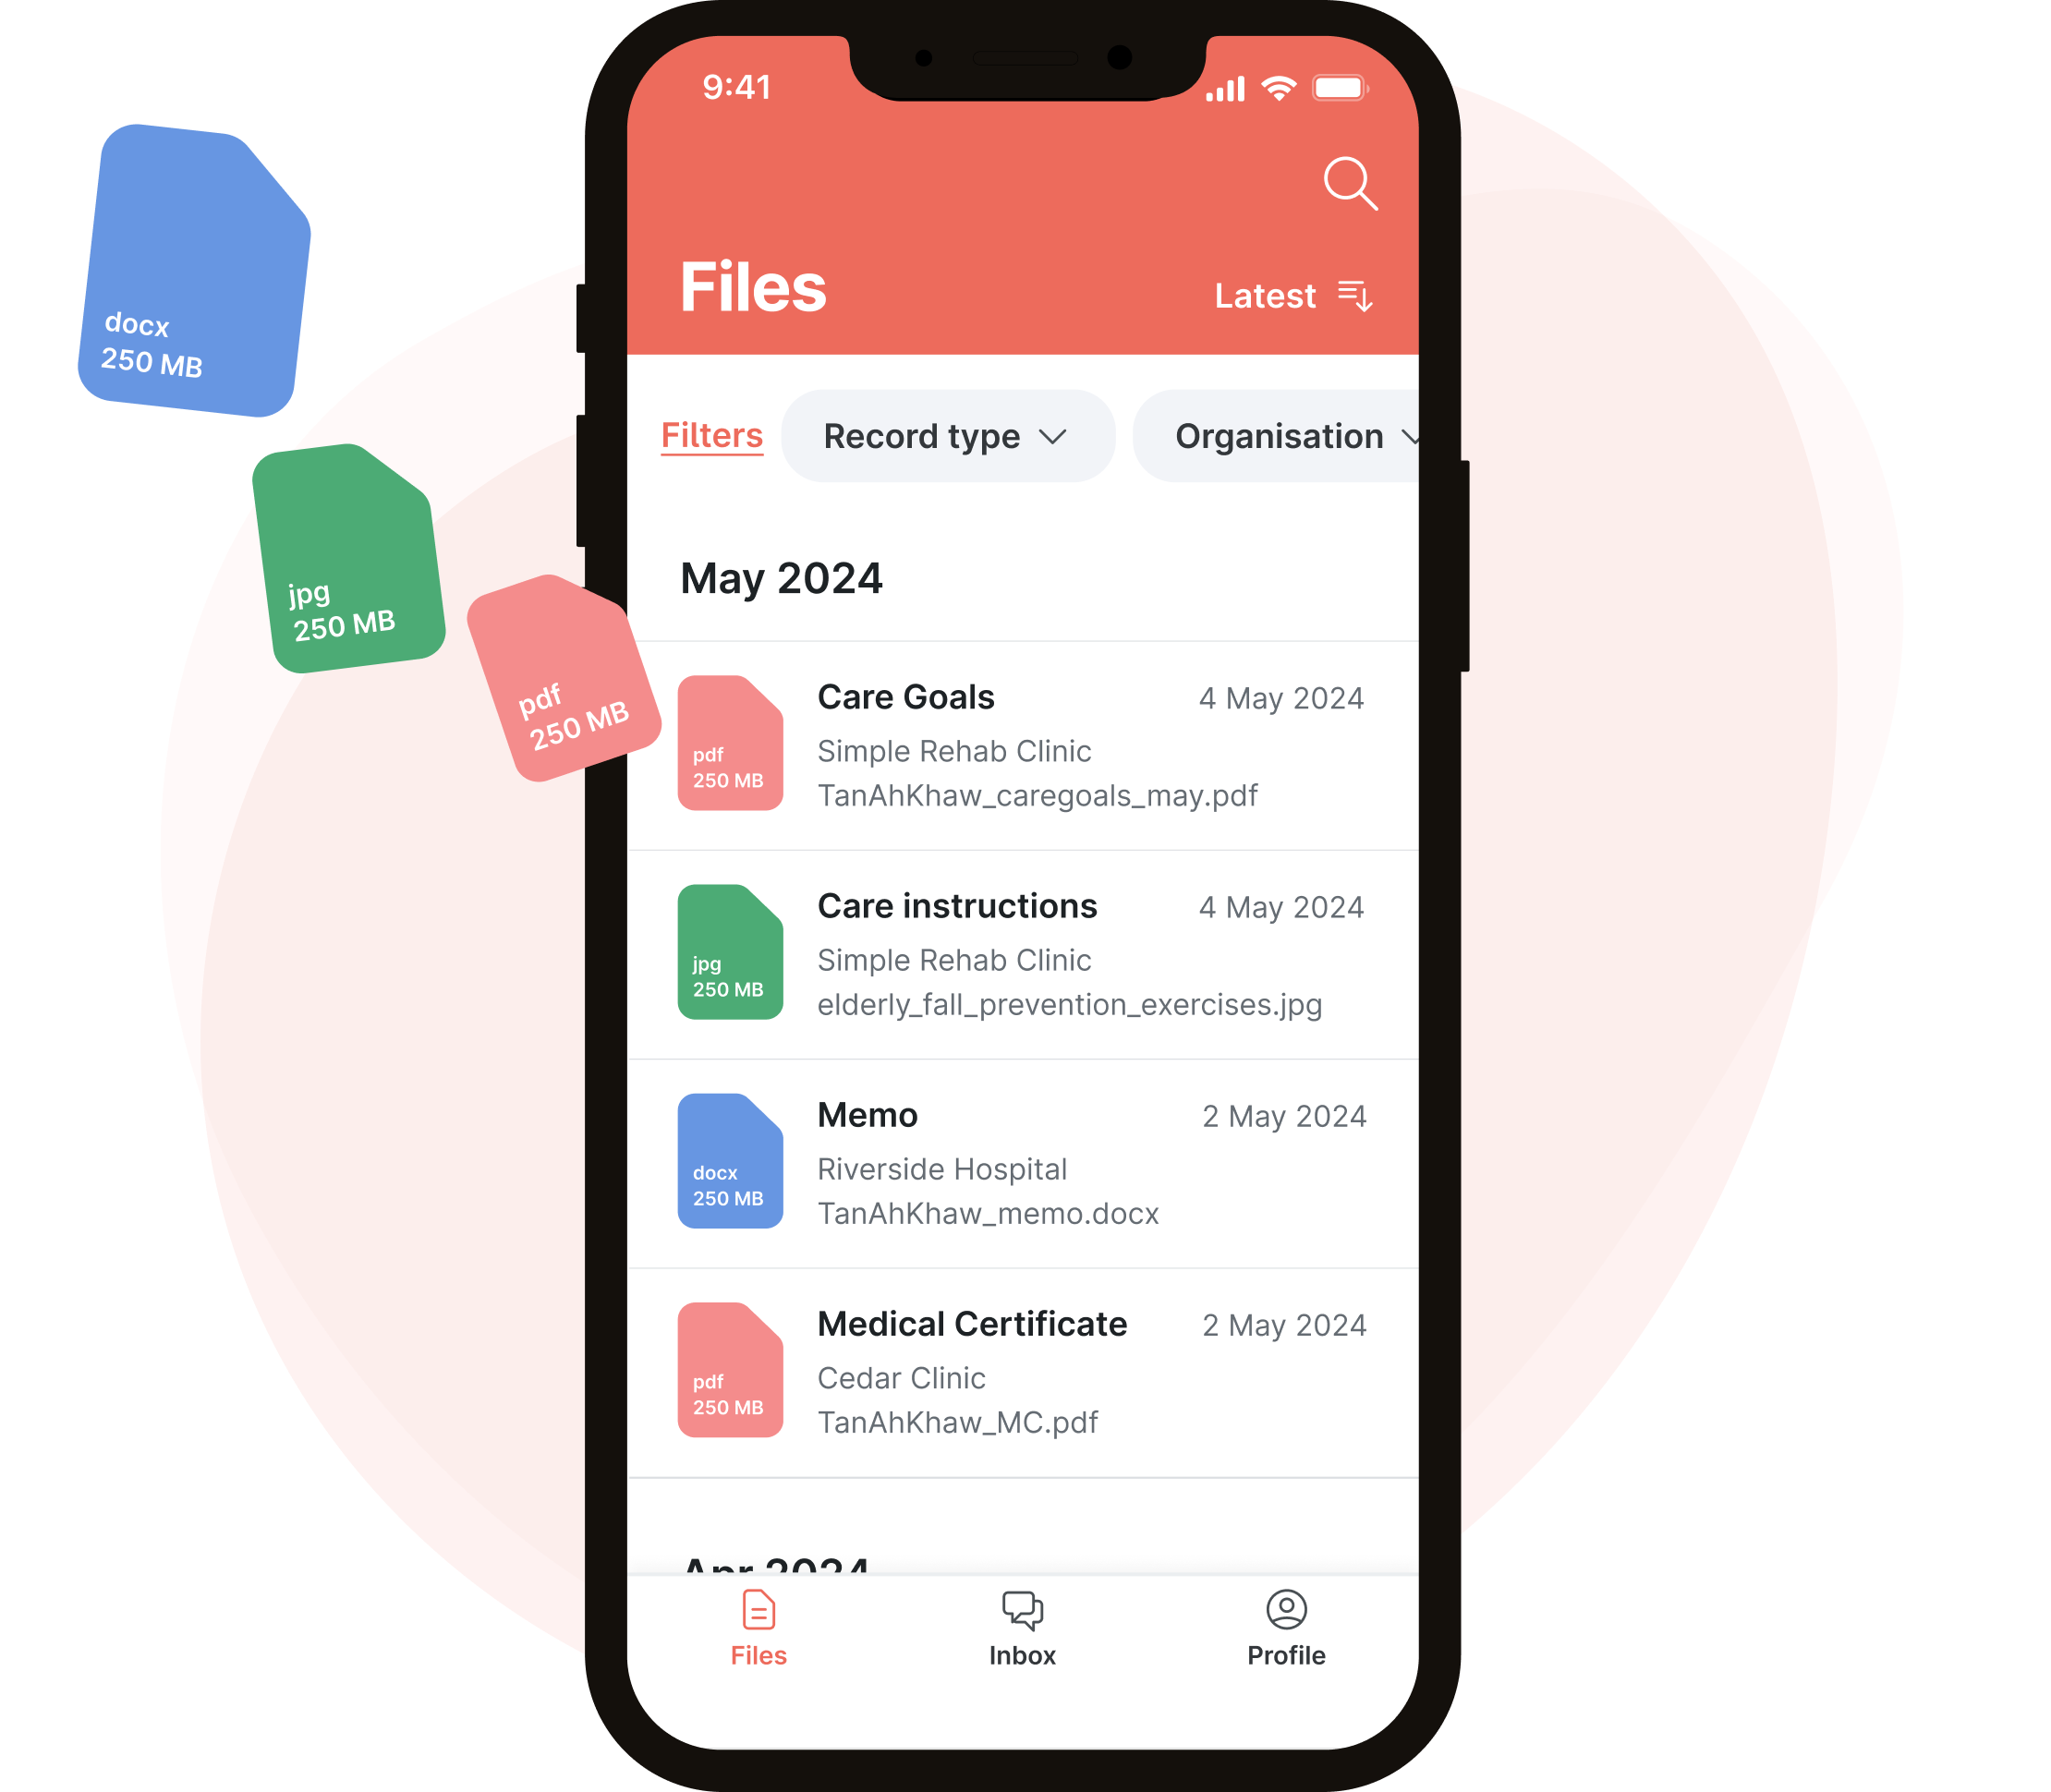 9:41
Files
Latest
Filters
Record type
Organisation
docx
250 MB
jpg
250 MB
pdf
250 MB
May 2024
Care Goals
4 May 2024
Simple Rehab Clinic
TanAhKhaw_caregoals_may.pdf
pdf
250 MB
Care instructions
4 May 2024
Simple Rehab Clinic
elderly_fall_prevention_exercises.jpg
jpg
250 MB
Memo
2 May 2024
Riverside Hospital
TanAhKhaw_memo.docx
docx
250 MB
Medical Certificate
2 May 2024
Cedar Clinic
TanAhKhaw_MC.pdf
pdf
250 MB
Apr 2024
Files
Inbox
Profile